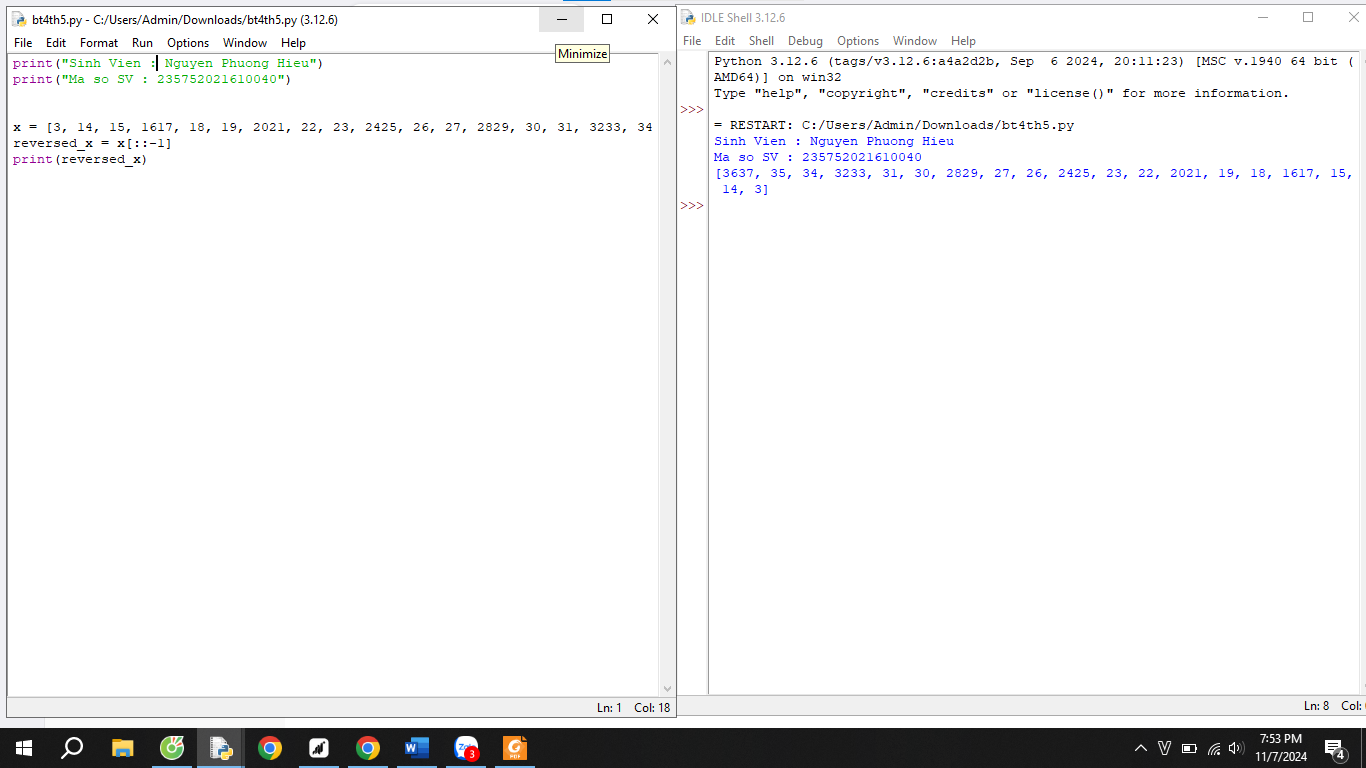 bt4th5.py - C:/Users/Admin/Downloads/bt4th5.py (3.12.6)
File Edit Format Run Options Window Help
Minimize
print("Sinh Vien : Nguyen Phuong Hieu")
print("Ma so SV : 235752021610040")
x = [3, 14, 15, 1617, 18, 19, 2021, 22, 23, 2425, 26, 27, 2829, 30, 31, 3233, 34
reversed_x = x[::-1]
print(reversed_x)
Ln: 1 Col: 18
IDLE Shell 3.12.6
File Edit Shell Debug Options Window Help
Python 3.12.6 (tags/v3.12.6:a4a2d2b, Sep  6 2024, 20:11:23) [MSC v.1940 64 bit (
AMD64)] on win32
Type "help", "copyright", "credits" or "license()" for more information.
>>>
= RESTART: C:/Users/Admin/Downloads/bt4th5.py
Sinh Vien : Nguyen Phuong Hieu
Ma so SV : 235752021610040
[3637, 35, 34, 3233, 31, 30, 2829, 27, 26, 2425, 23, 22, 2021, 19, 18, 1617, 15,
 14, 3]
>>>
Ln: 8 Col:
7:53 PM
11/7/2024
3
4